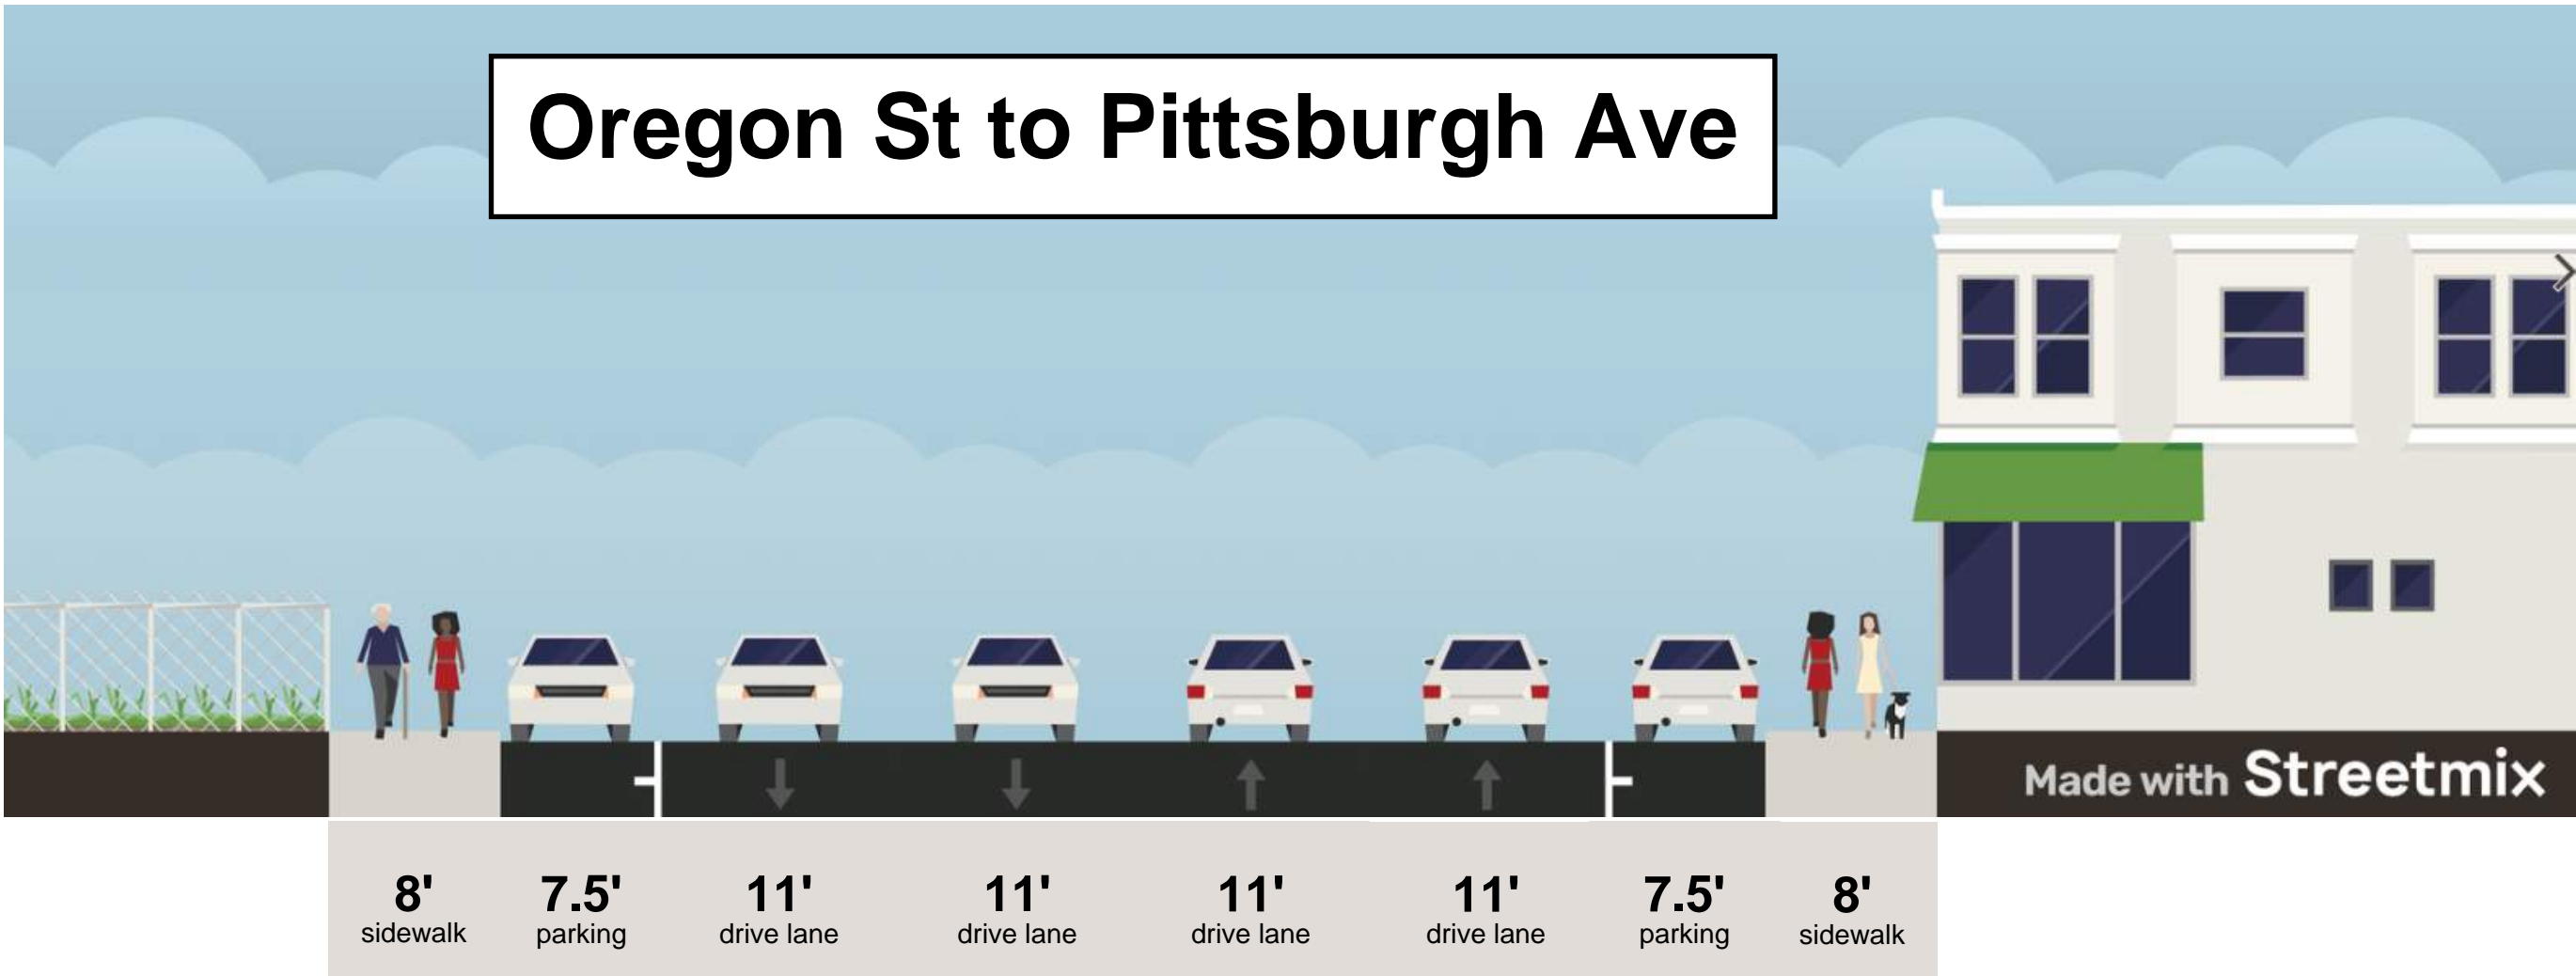 Oregon St to Pittsburgh Ave
Made with Streetmix
8' 7.5' 11' 11' 11' 11' 7.5' 8'
sidewalk parking drive lane drive lane drive lane drive lane parking sidewalk